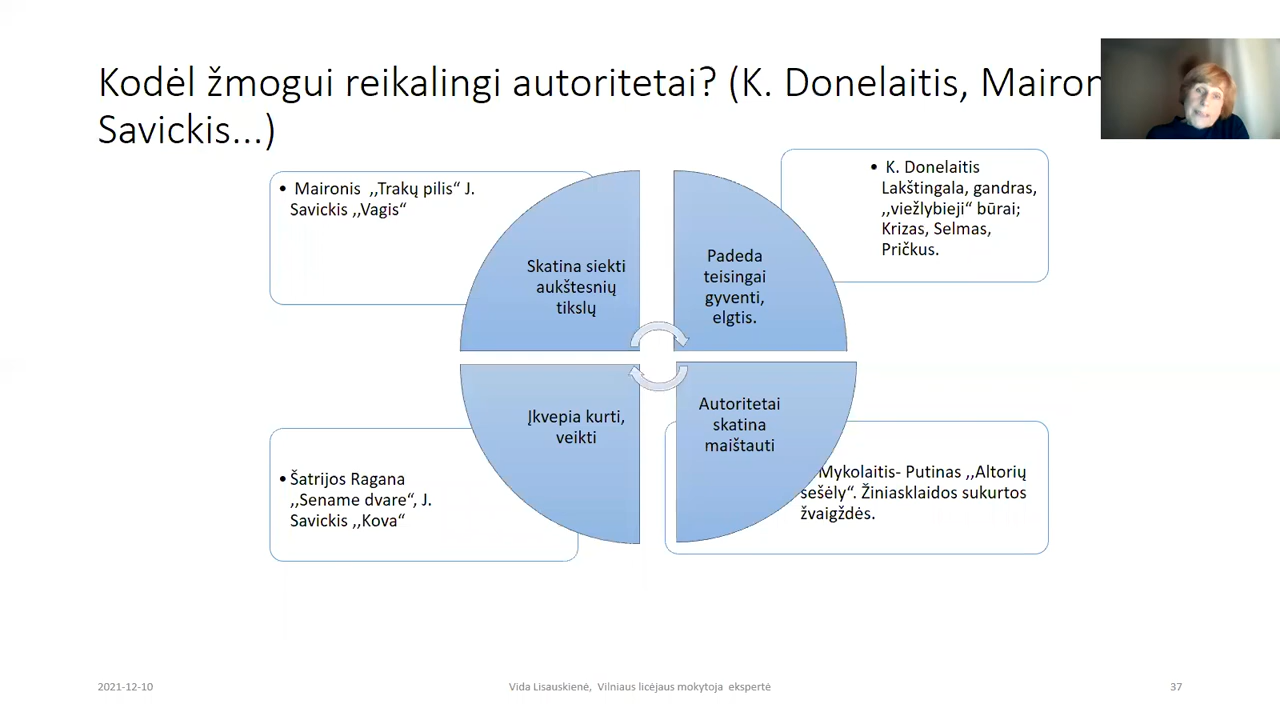 Kodėl žmogui reikalingi autoritetai? (K. Donelaitis, Mairon
Savickis...)
• Maironis ,,Trakų pilis“ J.
Savickis ,,Vagis“
Skatina siekti
aukštesnių
tikslų
Padeda
teisingai
gyventi,
elgtis.
• K. Donelaitis
Lakštingala, gandras,
,,viežlybieji“ būrai;
Krizas, Selmas,
Pričkus.
• Šatrijos Ragana
,,Sename dvare“, J.
Savickis ,,Kova“
Įkvepia kurti,
veikti
Autoritetai
skatina
maištauti
Mykolaitis- Putinas ,,Altorių
šešėly“. Žiniasklaidos sukurtos
žvaigždės.
2021-12-10
Vida Lisauskienė, Vilniaus licėjaus mokytoja ekspertė
37